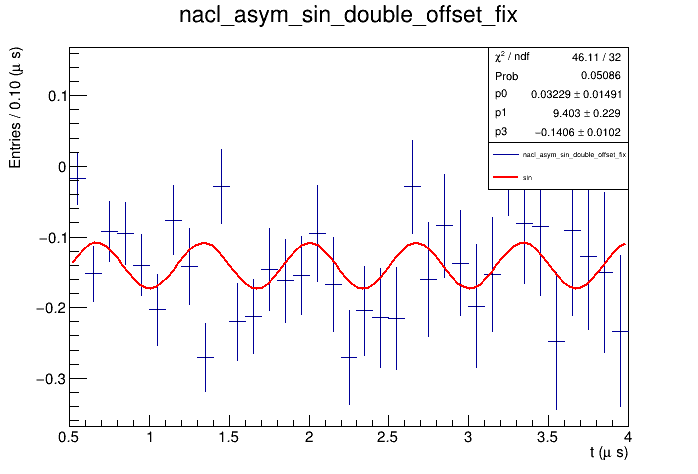 nacl_asym_sin_double_offset_fix
Entries / 0.10 (μ s)
χ² / ndf 46.11 / 32
Prob 0.05086
p0 0.03229 ± 0.01491
p1 9.403 ± 0.229
p3 −0.1406 ± 0.0102
nacl_asym_sin_double_offset_fix
sin
0.1
0
−0.1
−0.2
−0.3
0.5 1 1.5 2 2.5 3 3.5 4
t (μ s)